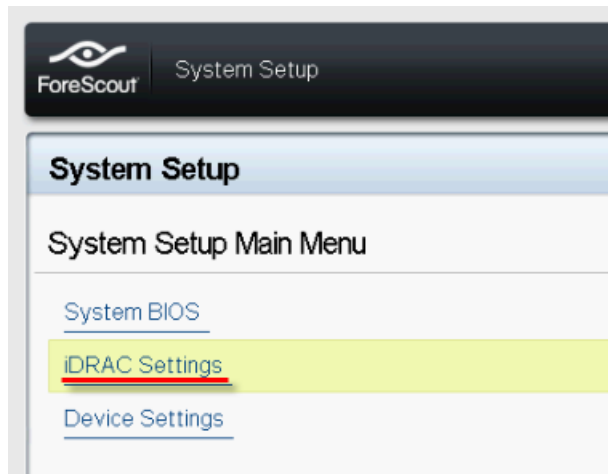 ForeScout
System Setup
System Setup
System Setup Main Menu
System BIOS
iDRAC Settings
Device Settings